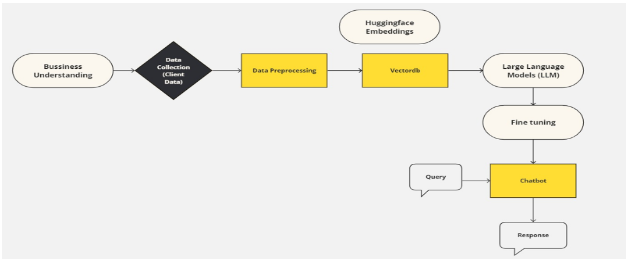 Huggingface
Embeddings
Bussiness
Understanding
Data
Collection
(Client
Data)
Data Preprocessing
Vectordb
Large Language
Models (LLM)
Fine tuning
Query
Chatbot
Response